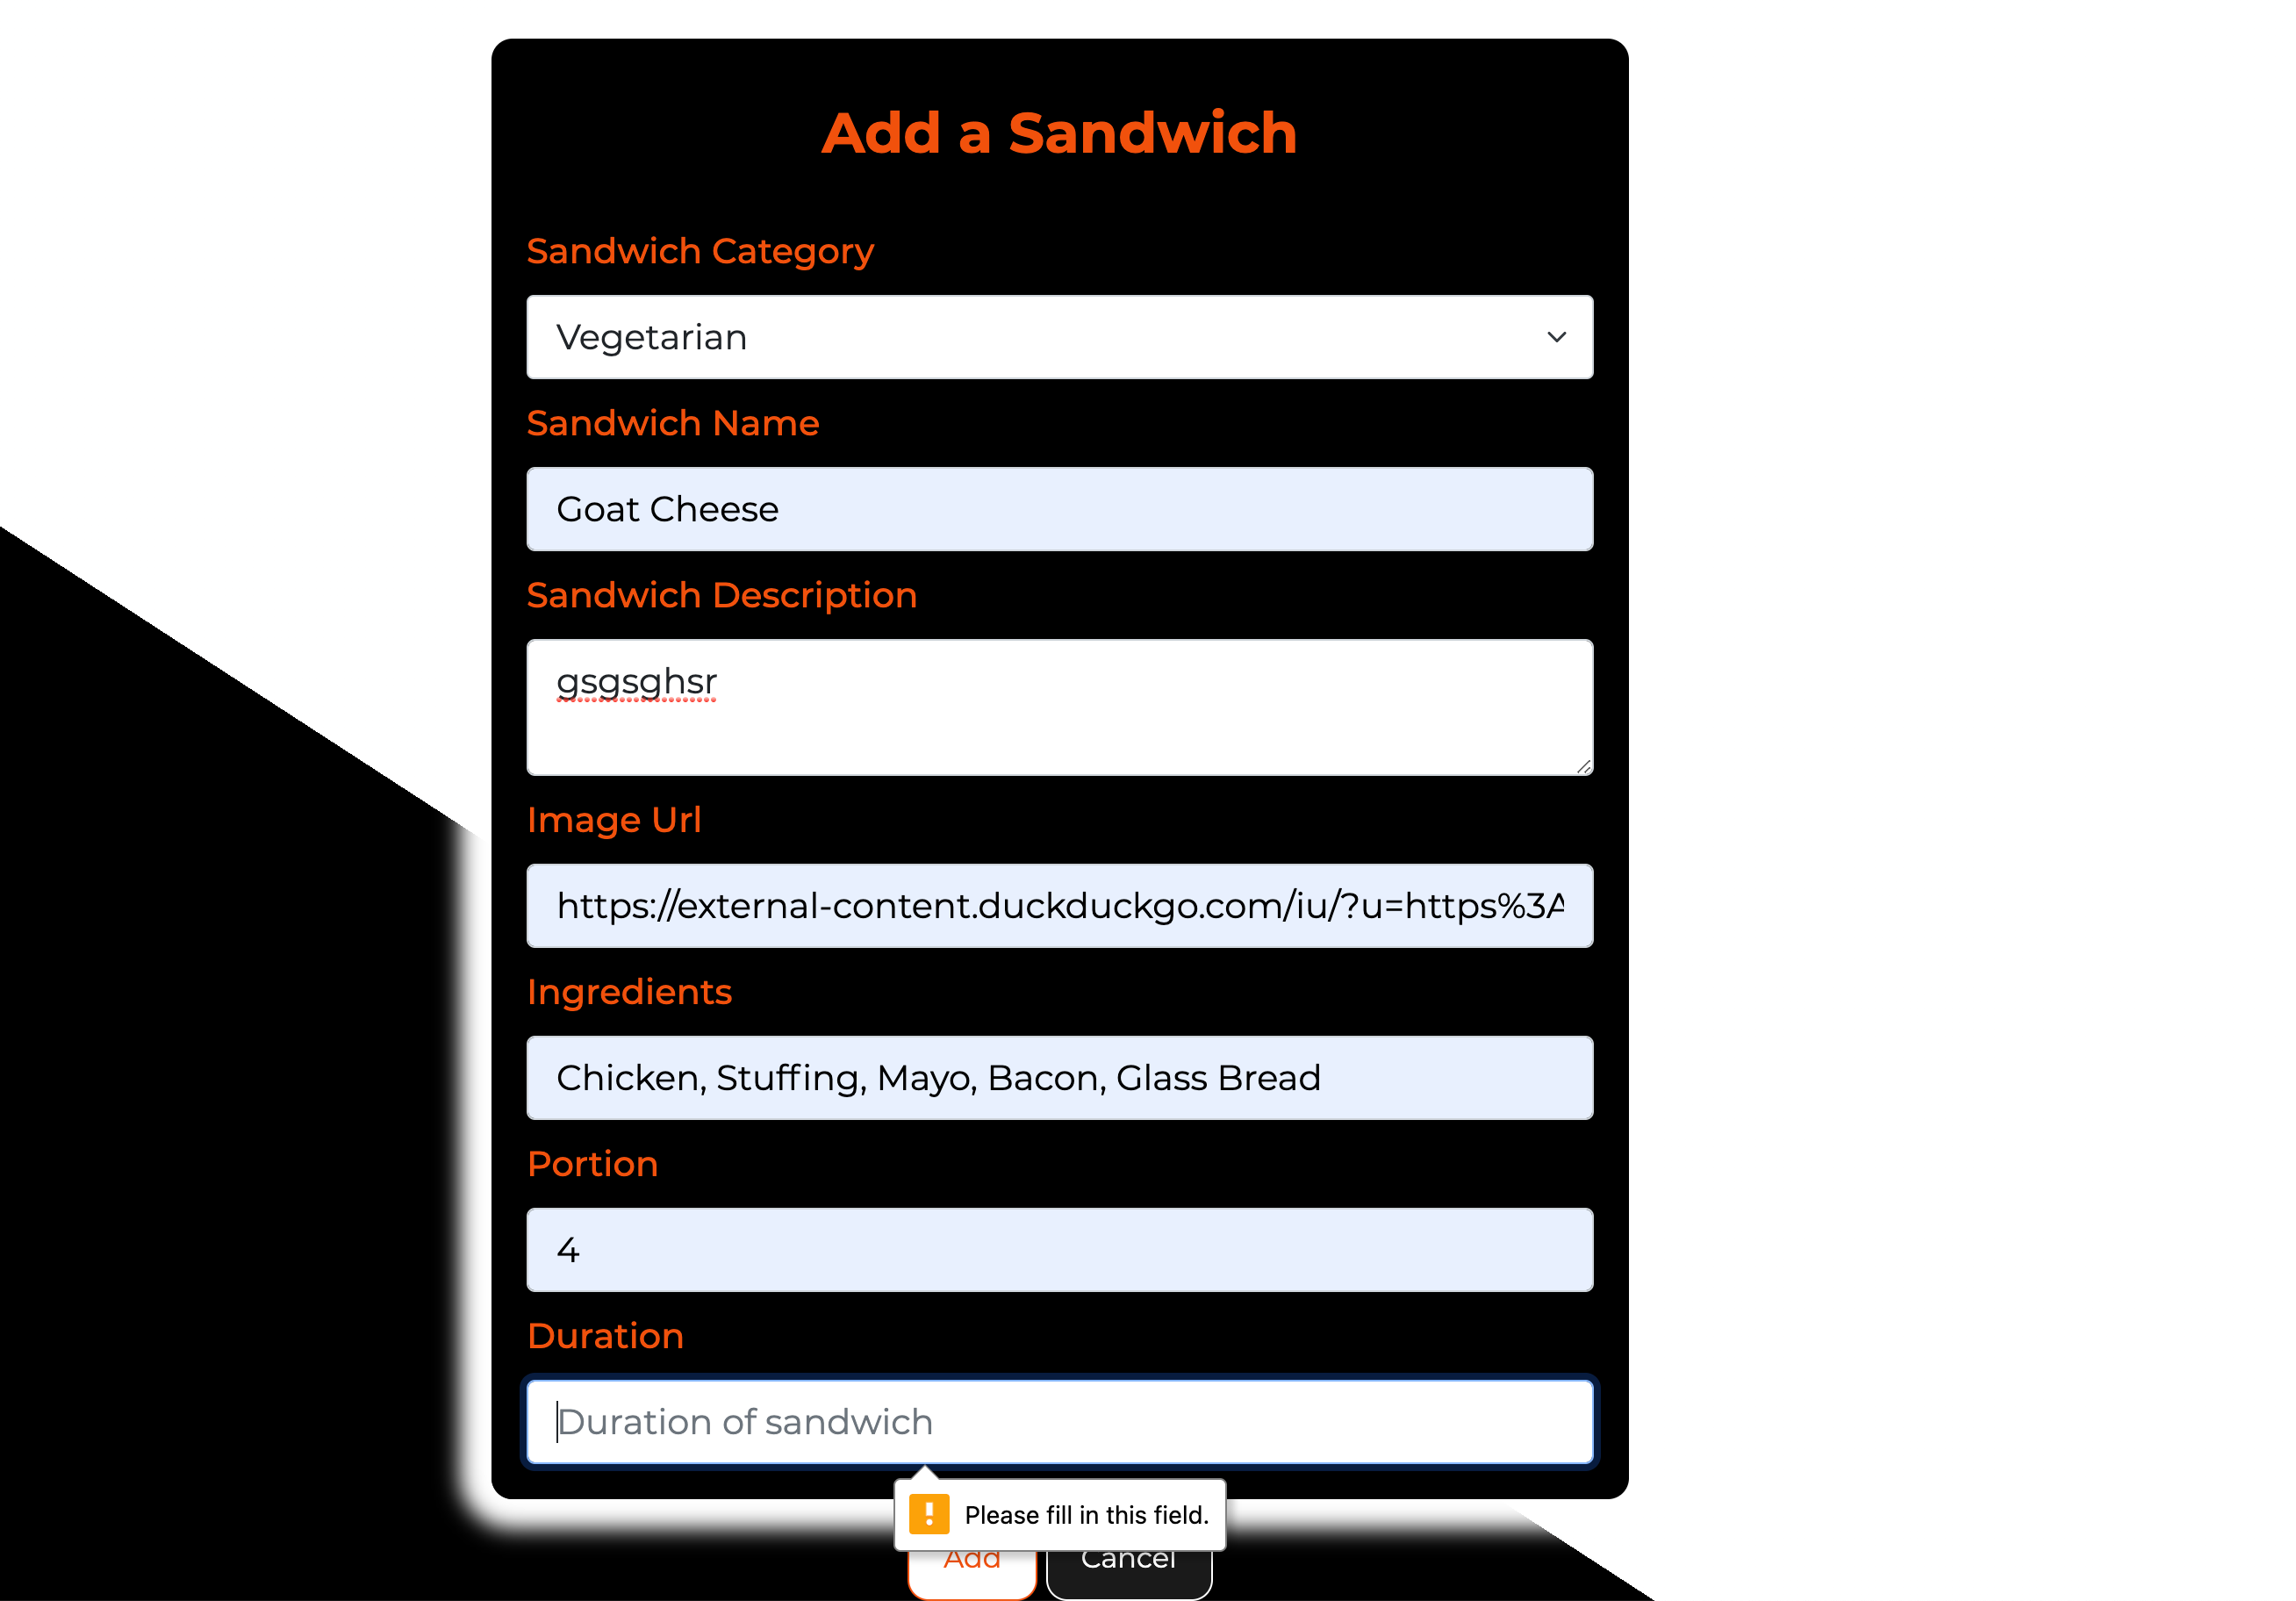 Add a Sandwich
Sandwich Category
Vegetarian
Sandwich Name
Goat Cheese
Sandwich Description
gsgsghsr
Image Url
https://external-content.duckduckgo.com/iu/?u=https%3A
Ingredients
Chicken, Stuffing, Mayo, Bacon, Glass Bread
Portion
4
Duration
Duration of sandwich
Please fill in this field.
Add Cancel